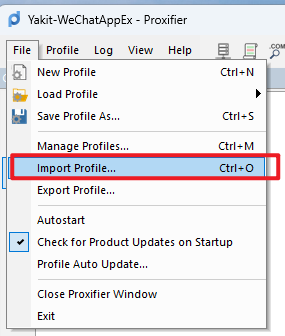 Yakit-WeChatAppEx - Proxifier
File Profile Log View Help
.COM
New Profile Ctrl+N
Load Profile
Save Profile As... Ctrl+S
Manage Profiles... Ctrl+M
Import Profile... Ctrl+O
Export Profile...
Autostart
Check for Product Updates on Startup
Profile Auto Update...
Close Proxifier Window
Exit